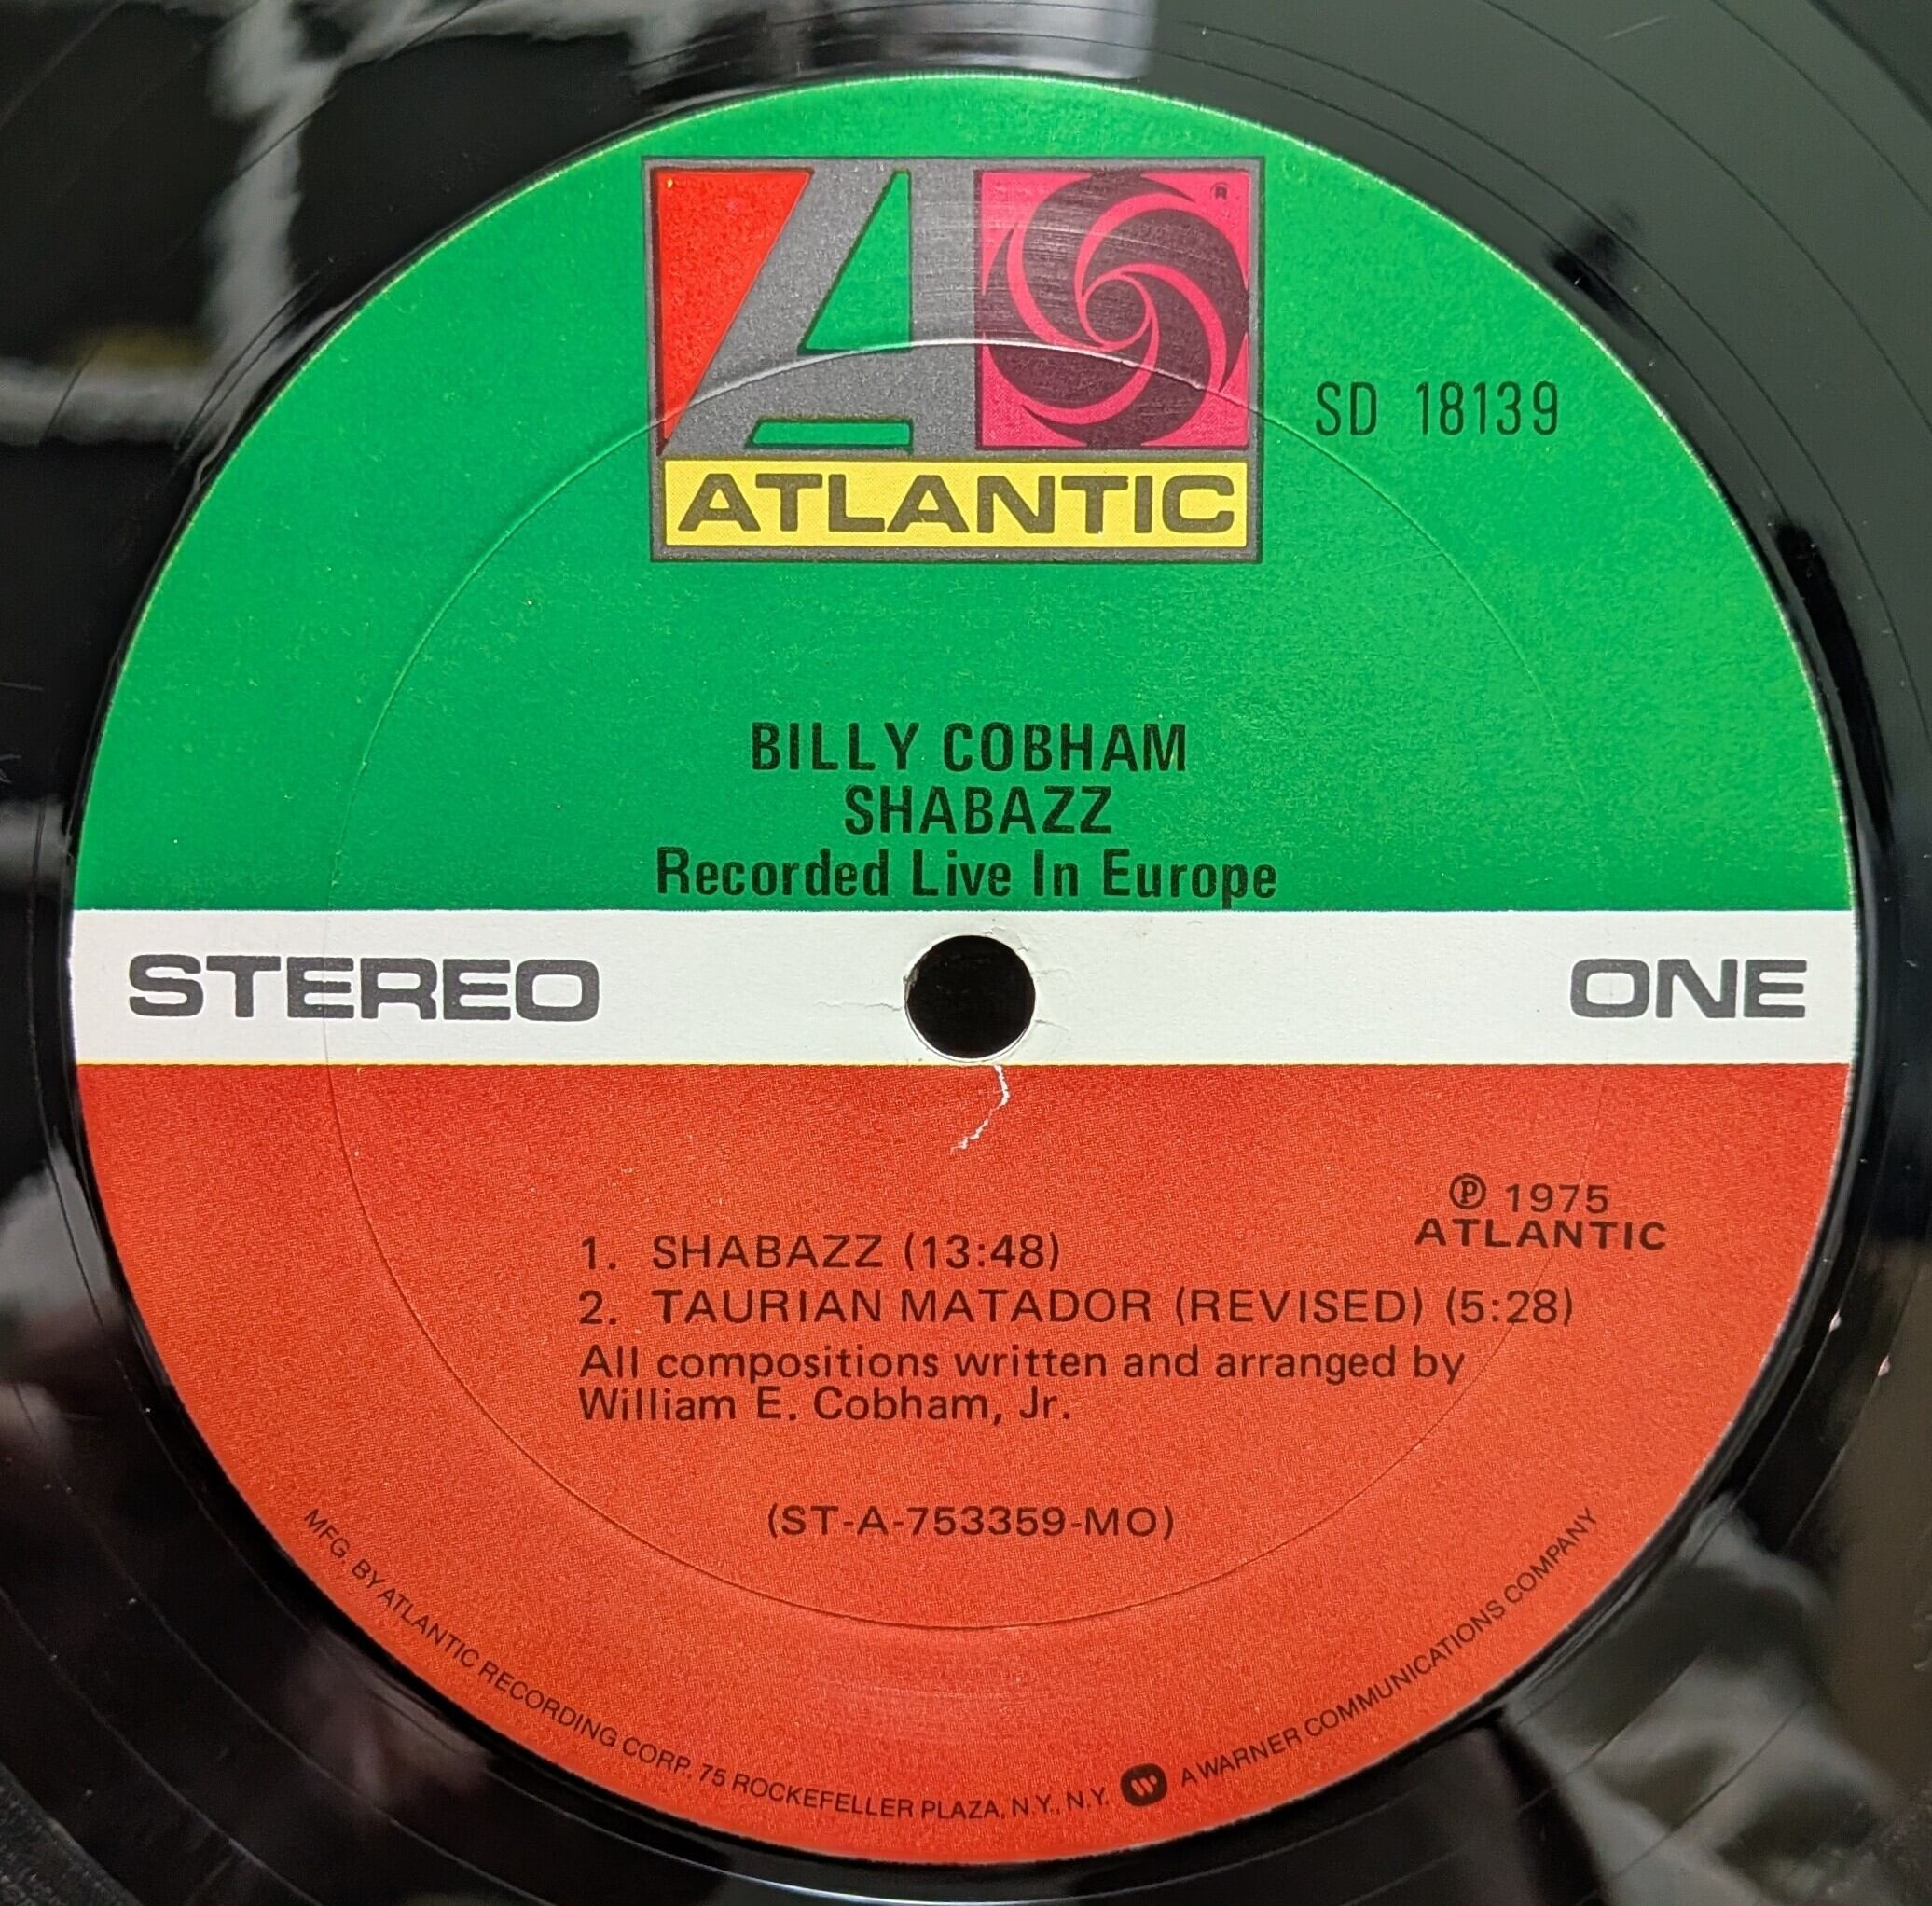 ®
ATLANTIC
SD 18139
BILLY COBHAM
SHABAZZ
Recorded Live In Europe
STEREO
ONE
℗ 1975
ATLANTIC
1. SHABAZZ (13:48)
2. TAURIAN MATADOR (REVISED) (5:28)
All compositions written and arranged by
William E. Cobham, Jr.
(ST-A-753359-MO)
MFG. BY ATLANTIC RECORDING CORP., 75 ROCKEFELLER PLAZA, N.Y., N.Y. W A WARNER COMMUNICATIONS COMPANY